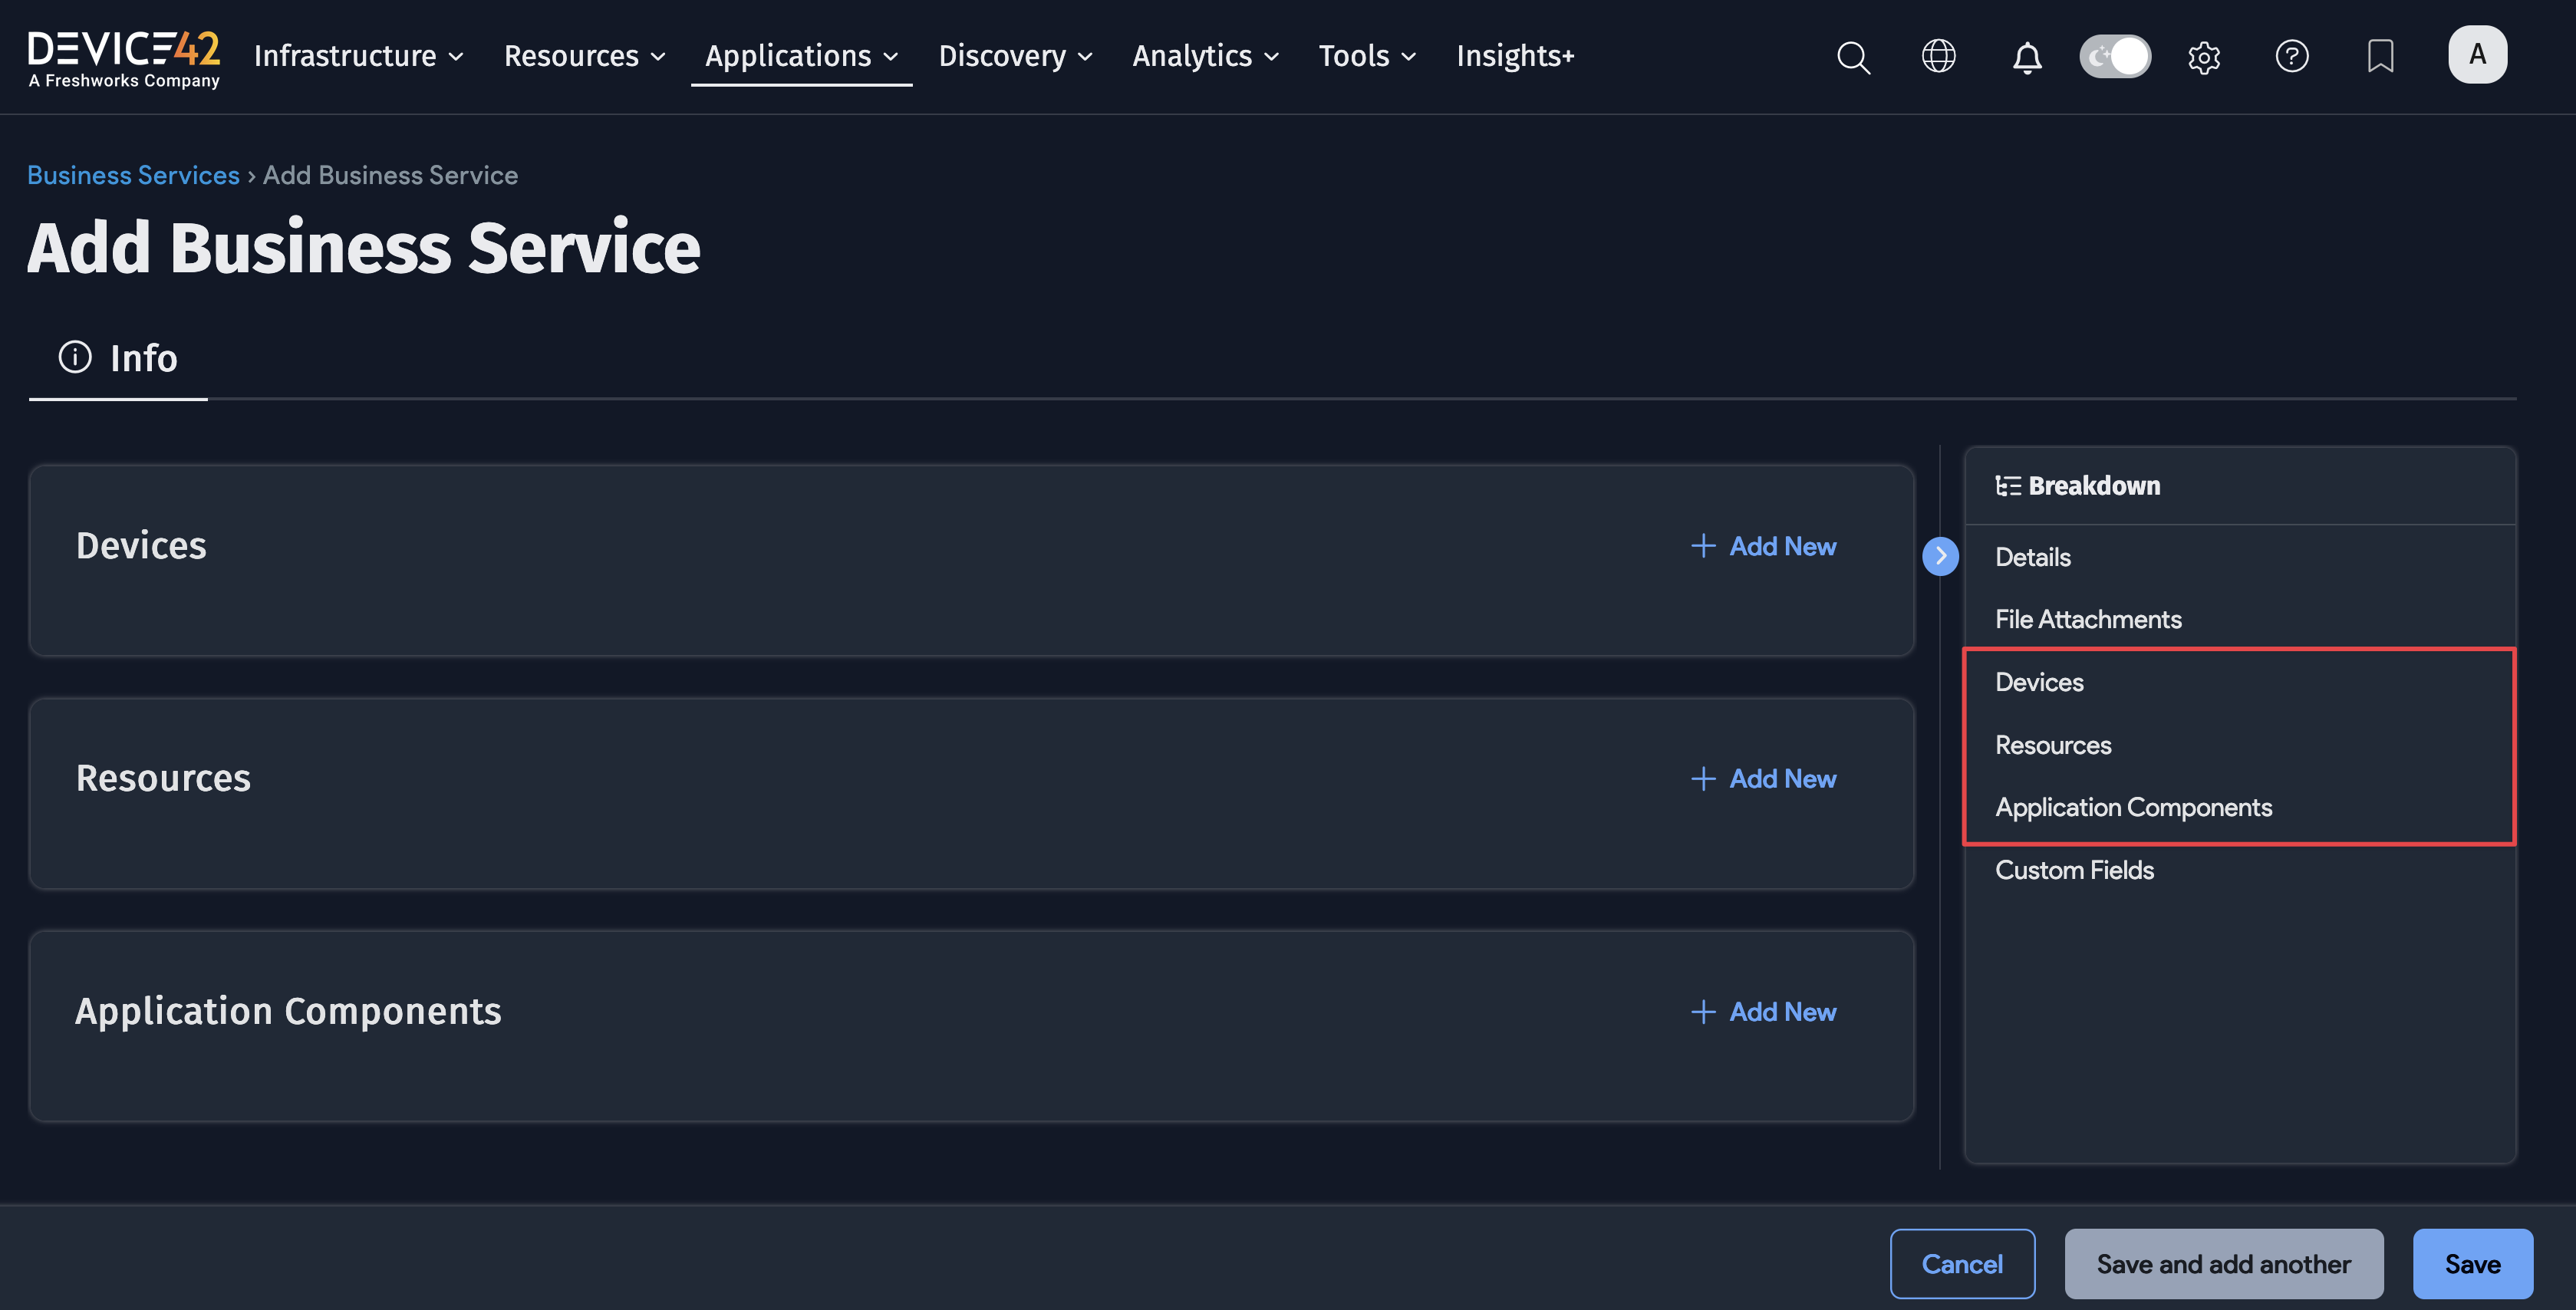 DEVICE42
A Freshworks Company
Infrastructure Resources Applications Discovery Analytics Tools Insights+
A
Business Services › Add Business Service
Add Business Service
Info
Devices
Add New
Resources
Add New
Application Components
Add New
Breakdown
Details
File Attachments
Devices
Resources
Application Components
Custom Fields
Cancel
Save and add another
Save